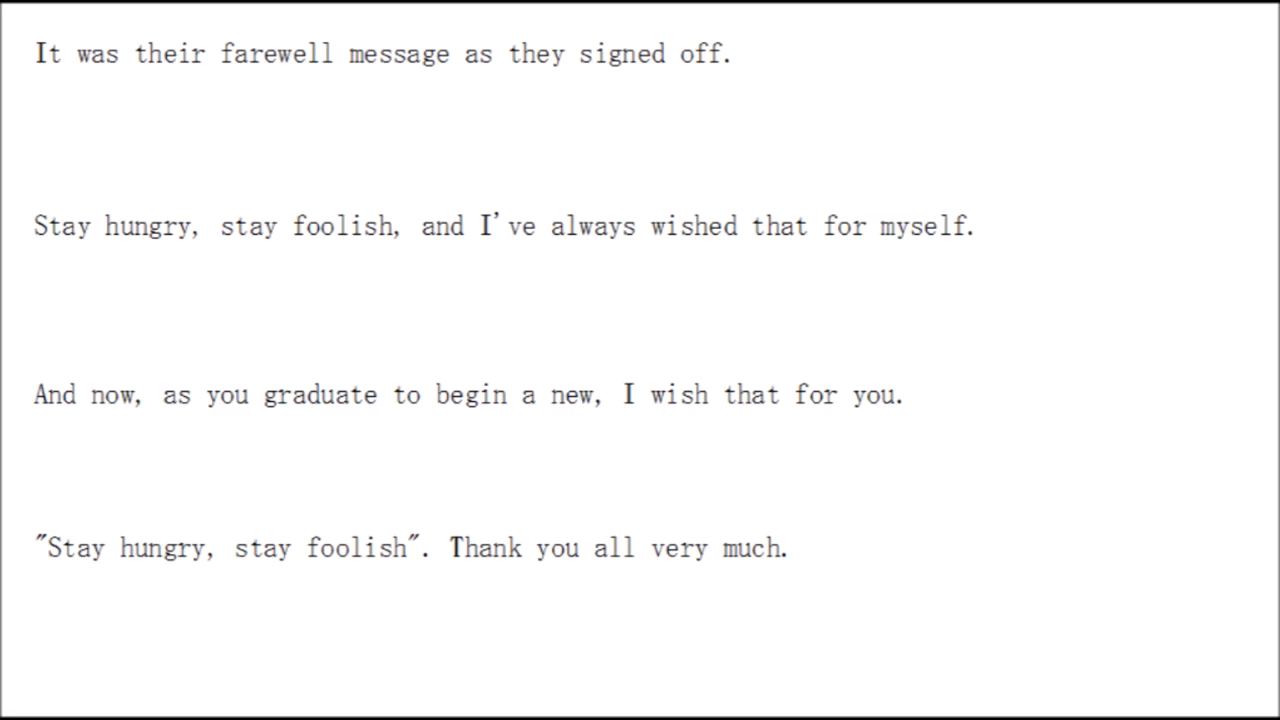 It was their farewell message as they signed off.
Stay hungry, stay foolish, and I've always wished that for myself.
And now, as you graduate to begin a new, I wish that for you.
"Stay hungry, stay foolish". Thank you all very much.